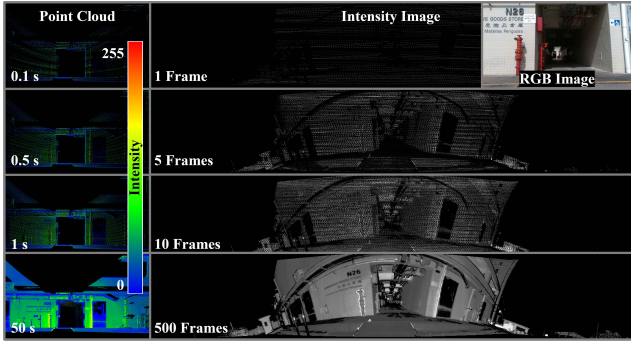 Point Cloud
Intensity Image
255
Intensity
0
0.1 s
1 Frame
N26
GOODS STORE
RGB Image
0.5 s
5 Frames
1 s
10 Frames
50 s
500 Frames
N26